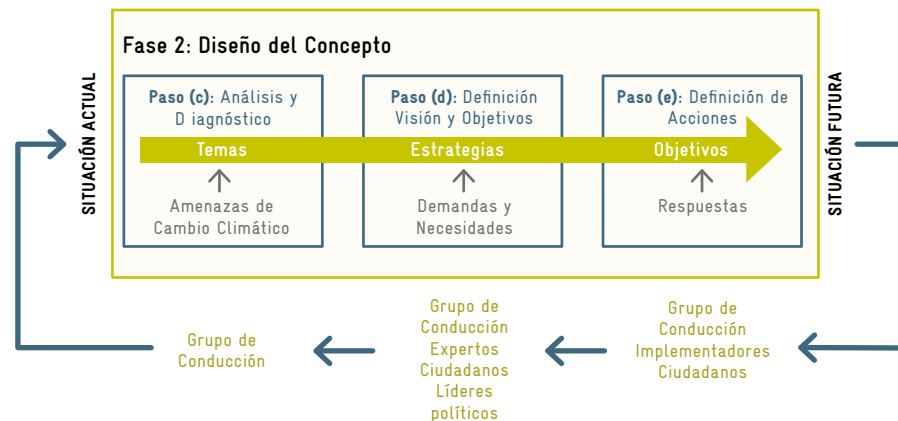 Fase 2: Diseño del Concepto
SITUACIÓN ACTUAL
Paso (c): Análisis y
D iagnóstico
Temas
Amenazas de
Cambio Climático
Paso (d): Definición
Visión y Objetivos
Estrategias
Demandas y
Necesidades
Paso (e): Definición de
Acciones
Objetivos
Respuestas
SITUACIÓN FUTURA
Grupo de
Conducción
Grupo de
Conducción
Expertos
Ciudadanos
Líderes
políticos
Grupo de
Conducción
Implementadores
Ciudadanos